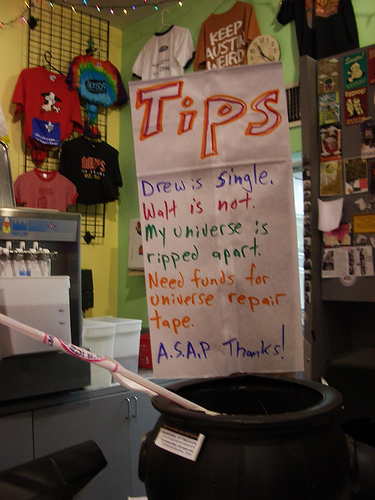 KEEP
AUSTIN
WEIRD
TiPS
Drew is single.
Walt is not.
My universe is
ripped apart.
Need funds for
universe repair
tape.
A.S.A.P Thanks!